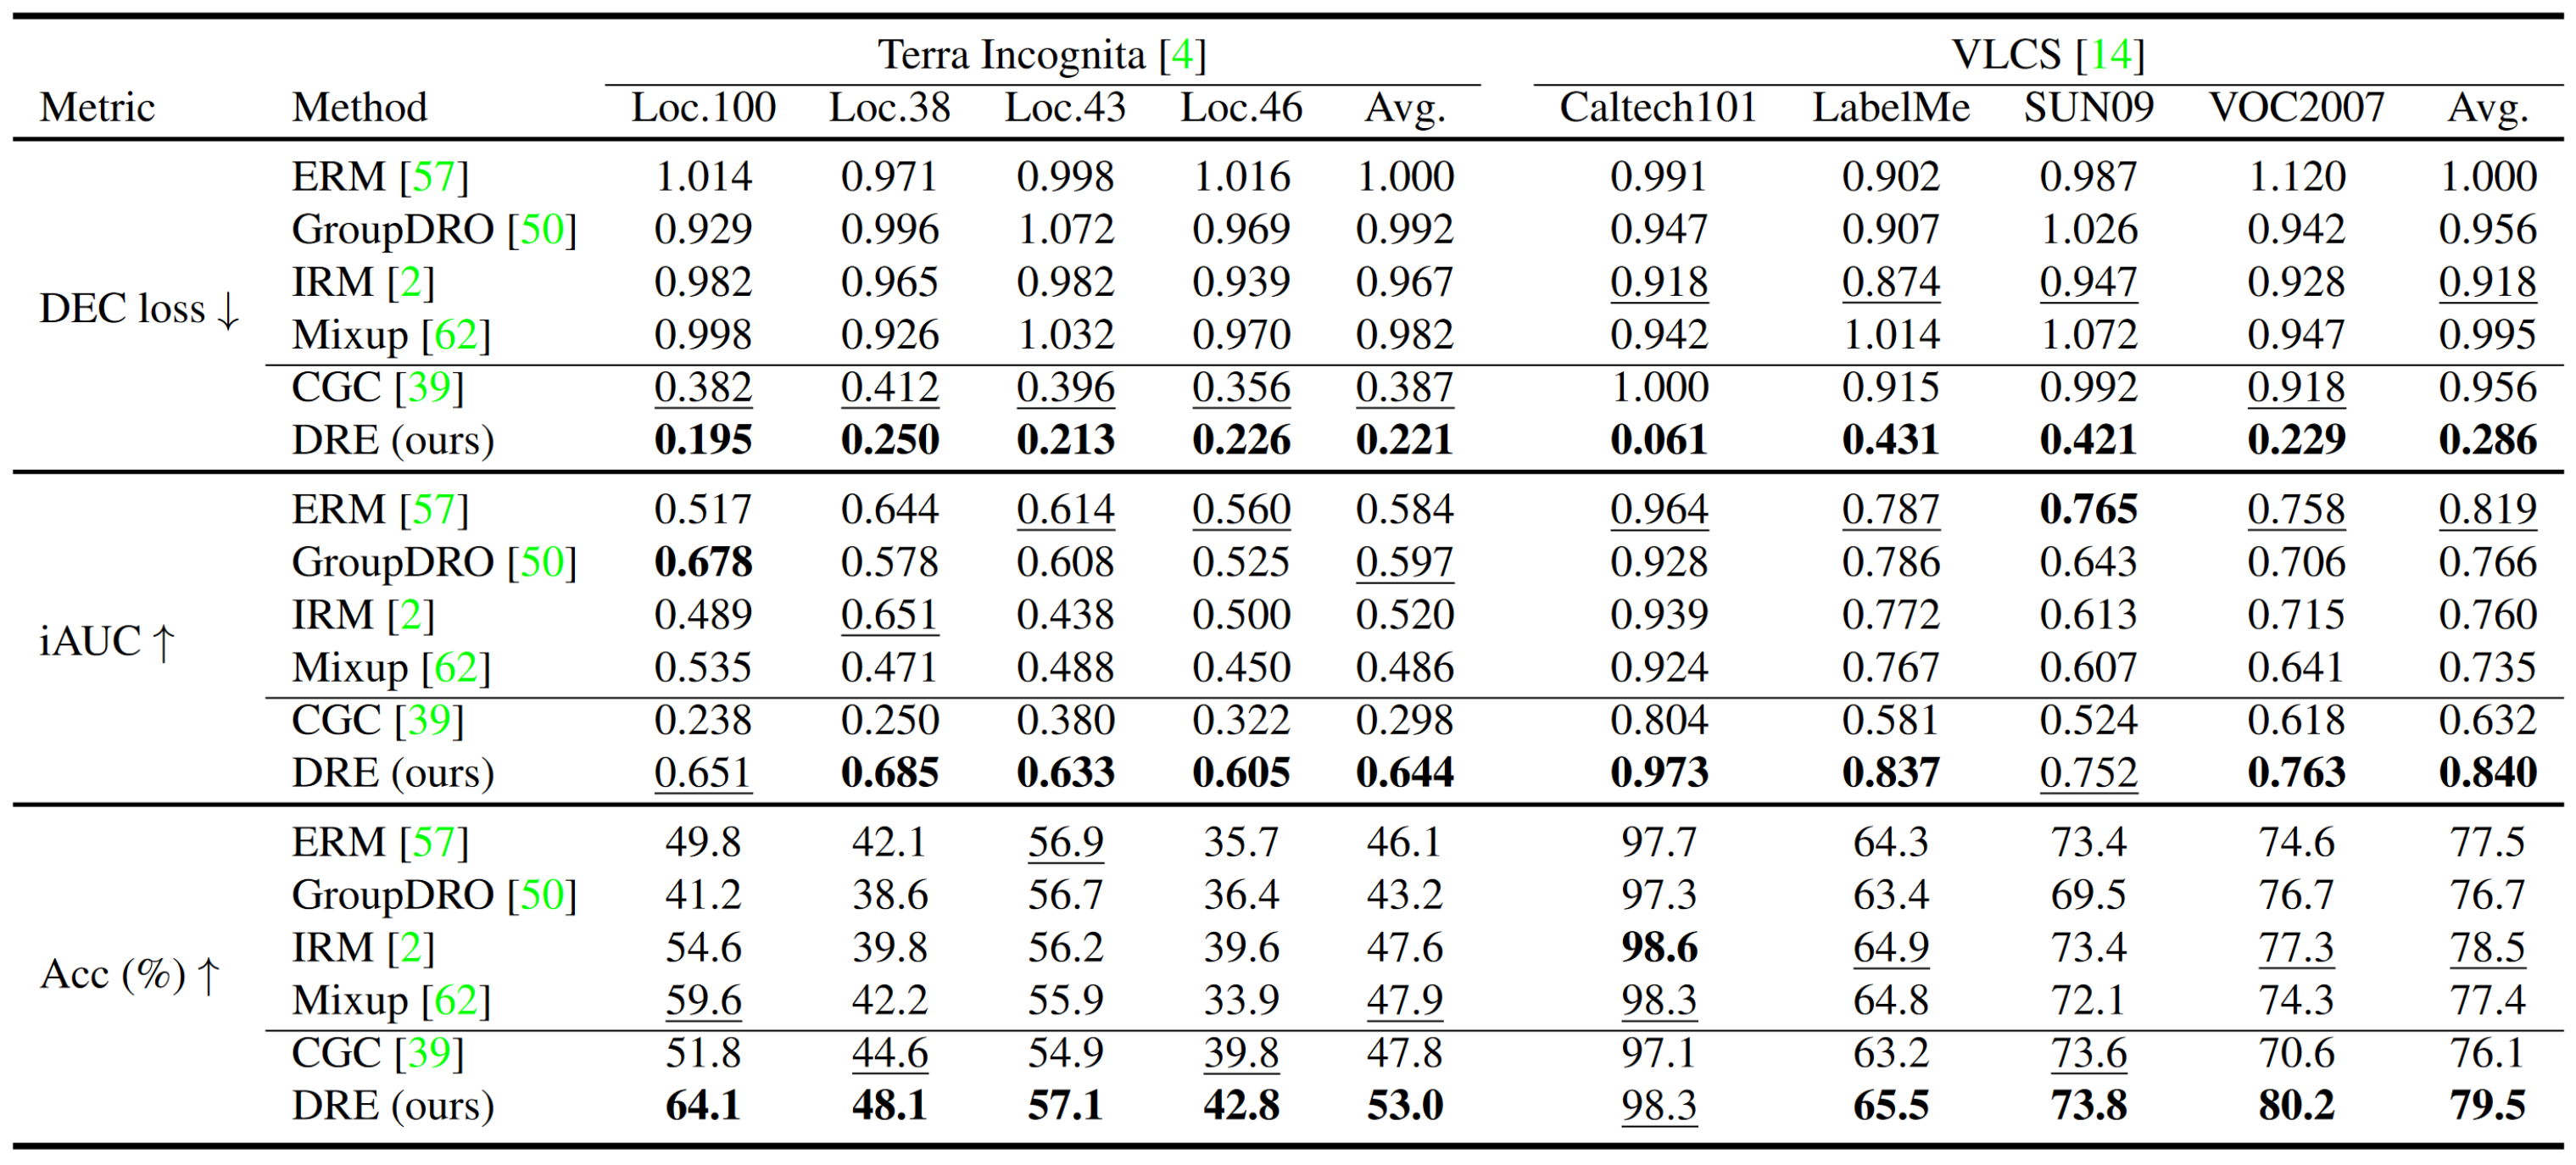 Terra Incognita [4] VLCS [14]
Metric Method Loc.100 Loc.38 Loc.43 Loc.46 Avg. Caltech101 LabelMe SUN09 VOC2007 Avg.
ERM [57] 1.014 0.971 0.998 1.016 1.000 0.991 0.902 0.987 1.120 1.000
GroupDRO [50] 0.929 0.996 1.072 0.969 0.992 0.947 0.907 1.026 0.942 0.956
IRM [2] 0.982 0.965 0.982 0.939 0.967 0.918 0.874 0.947 0.928 0.918
DEC loss ↓
Mixup [62] 0.998 0.926 1.032 0.970 0.982 0.942 1.014 1.072 0.947 0.995
CGC [39] 0.382 0.412 0.396 0.356 0.387 1.000 0.915 0.992 0.918 0.956
DRE (ours) 0.195 0.250 0.213 0.226 0.221 0.061 0.431 0.421 0.229 0.286
ERM [57] 0.517 0.644 0.614 0.560 0.584 0.964 0.787 0.765 0.758 0.819
GroupDRO [50] 0.678 0.578 0.608 0.525 0.597 0.928 0.786 0.643 0.706 0.766
IRM [2] 0.489 0.651 0.438 0.500 0.520 0.939 0.772 0.613 0.715 0.760
iAUC ↑
Mixup [62] 0.535 0.471 0.488 0.450 0.486 0.924 0.767 0.607 0.641 0.735
CGC [39] 0.238 0.250 0.380 0.322 0.298 0.804 0.581 0.524 0.618 0.632
DRE (ours) 0.651 0.685 0.633 0.605 0.644 0.973 0.837 0.752 0.763 0.840
ERM [57] 49.8 42.1 56.9 35.7 46.1 97.7 64.3 73.4 74.6 77.5
GroupDRO [50] 41.2 38.6 56.7 36.4 43.2 97.3 63.4 69.5 76.7 76.7
IRM [2] 54.6 39.8 56.2 39.6 47.6 98.6 64.9 73.4 77.3 78.5
Acc (%) ↑
Mixup [62] 59.6 42.2 55.9 33.9 47.9 98.3 64.8 72.1 74.3 77.4
CGC [39] 51.8 44.6 54.9 39.8 47.8 97.1 63.2 73.6 70.6 76.1
DRE (ours) 64.1 48.1 57.1 42.8 53.0 98.3 65.5 73.8 80.2 79.5